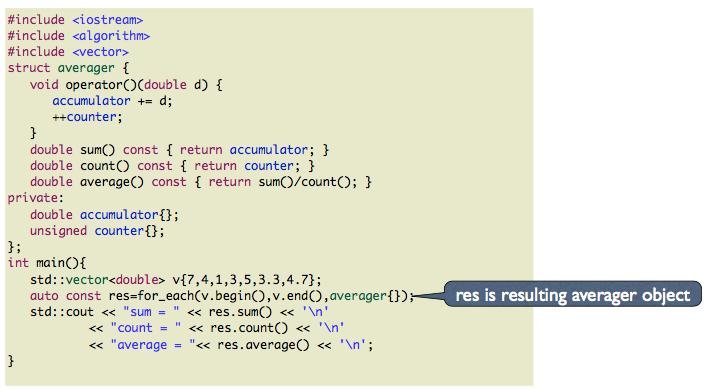 #include <iostream>
#include <algorithm>
#include <vector>
struct averager {
   void operator()(double d) {
      accumulator += d;
      ++counter;
   }
   double sum() const { return accumulator; }
   double count() const { return counter; }
   double average() const { return sum()/count(); }
private:
   double accumulator{};
   unsigned counter{};
};
int main(){
   std::vector<double> v{7,4,1,3,5,3.3,4.7};
   auto const res=for_each(v.begin(),v.end(),averager{});
res is resulting averager object
   std::cout << "sum = " << res.sum() << '\n'
          << "count = " << res.count() << '\n'
          << "average = "<< res.average() << '\n';
}